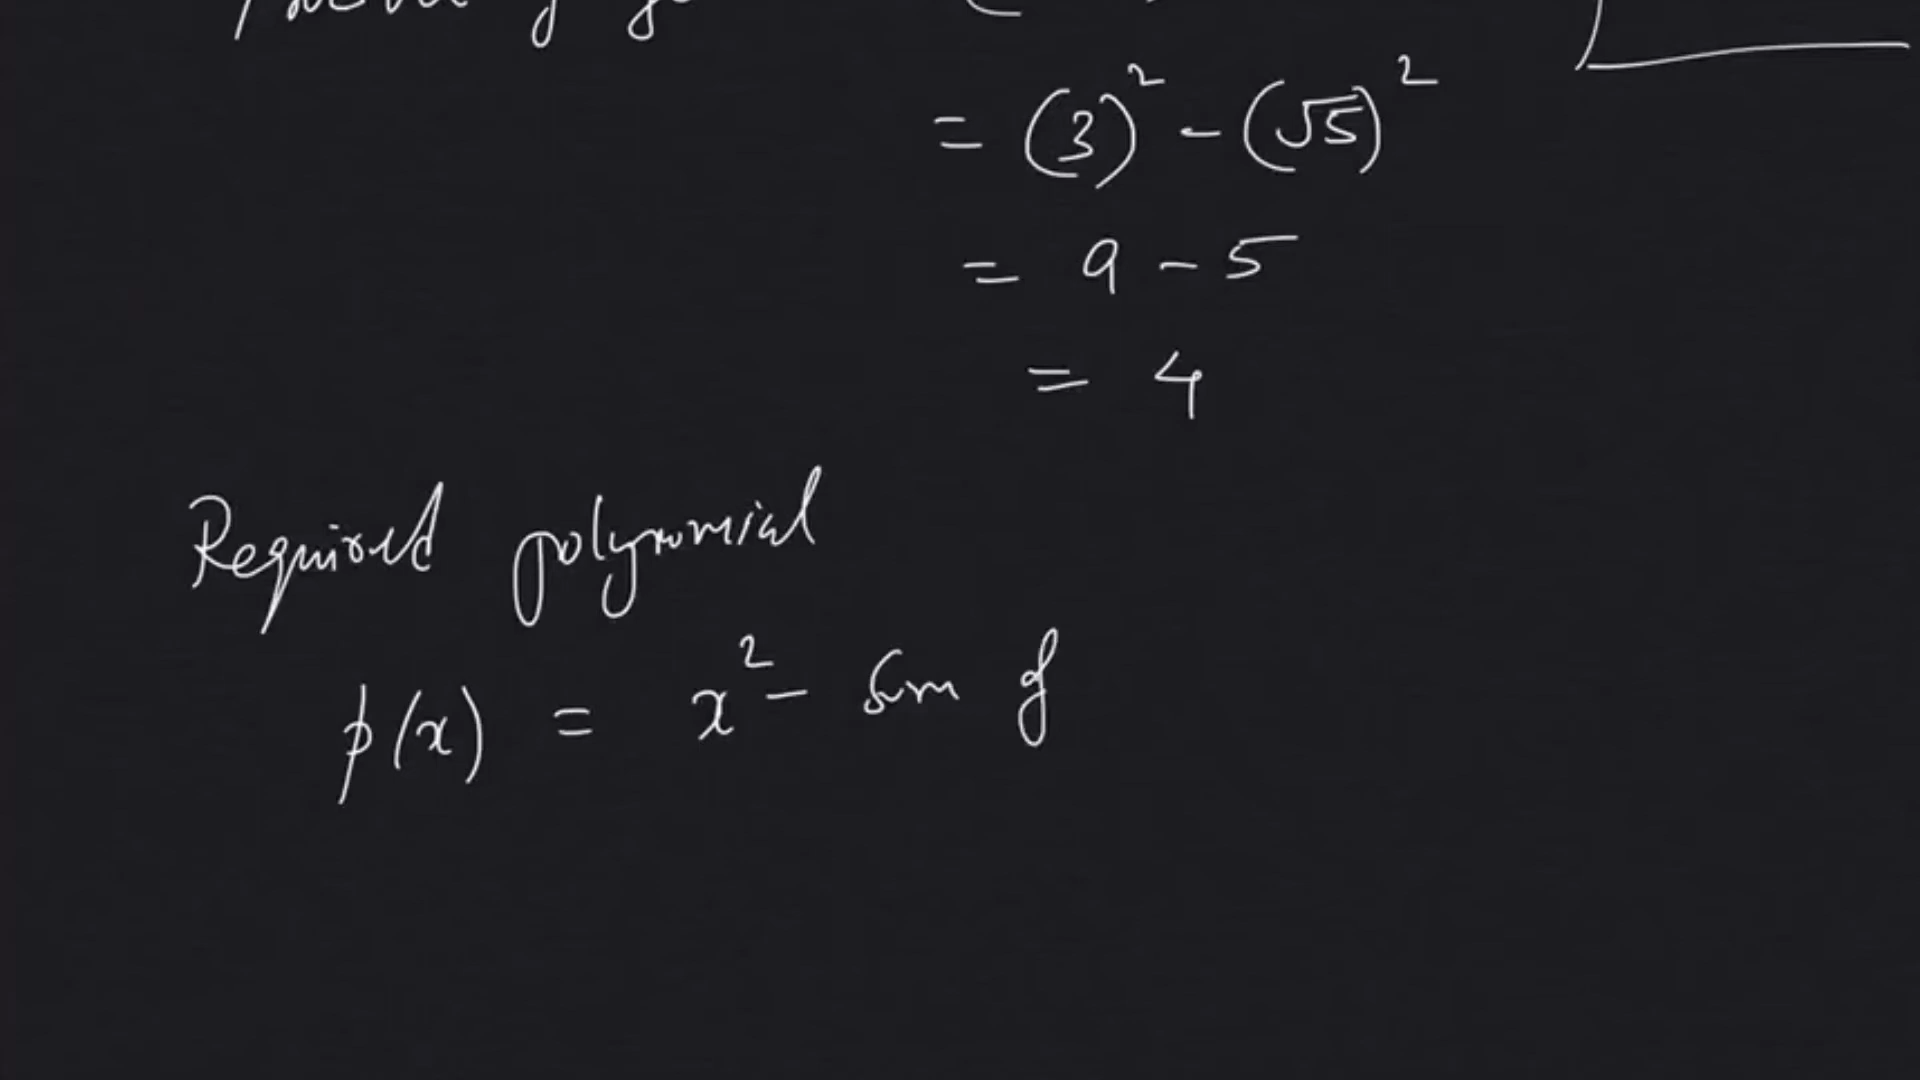 = (3)² - (√5)²
= 9 - 5
= 4
Required polynomial
p(x) = x² - Sum of